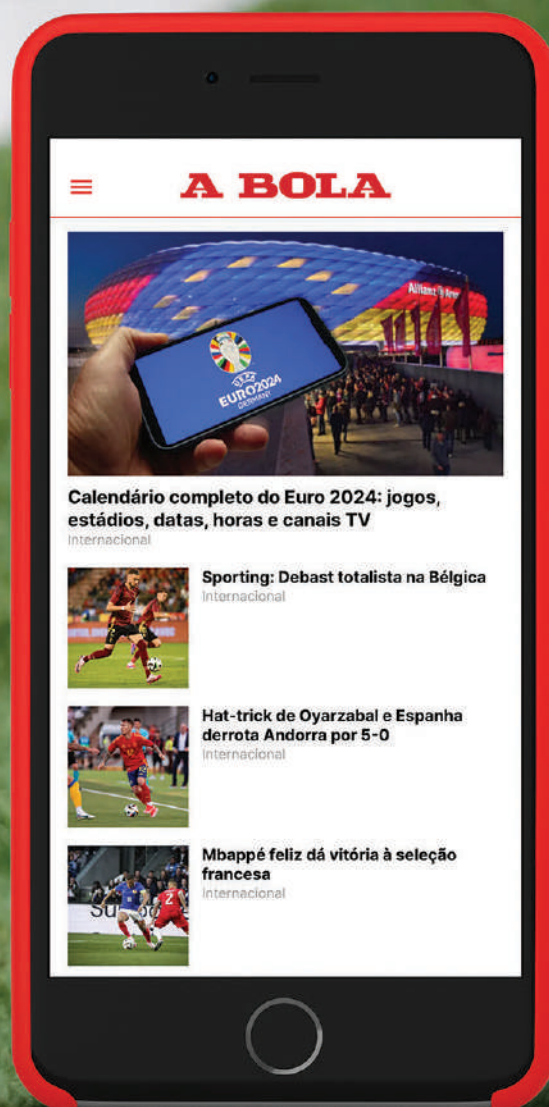 A BOLA
Allianz Arena
UEFA
EURO2024
GERMANY
Calendário completo do Euro 2024: jogos,
estádios, datas, horas e canais TV
Internacional
Sporting: Debast totalista na Bélgica
Internacional
Hat-trick de Oyarzabal e Espanha
derrota Andorra por 5-0
Internacional
Mbappé feliz dá vitória à seleção
francesa
Internacional
2